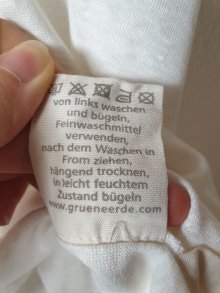 von links waschen
und bügeln,
Feinwaschmittel
verwenden,
nach dem Waschen in
From ziehen,
hängend trocknen,
in leicht feuchtem
Zustand bügeln
www.grueneerde.com